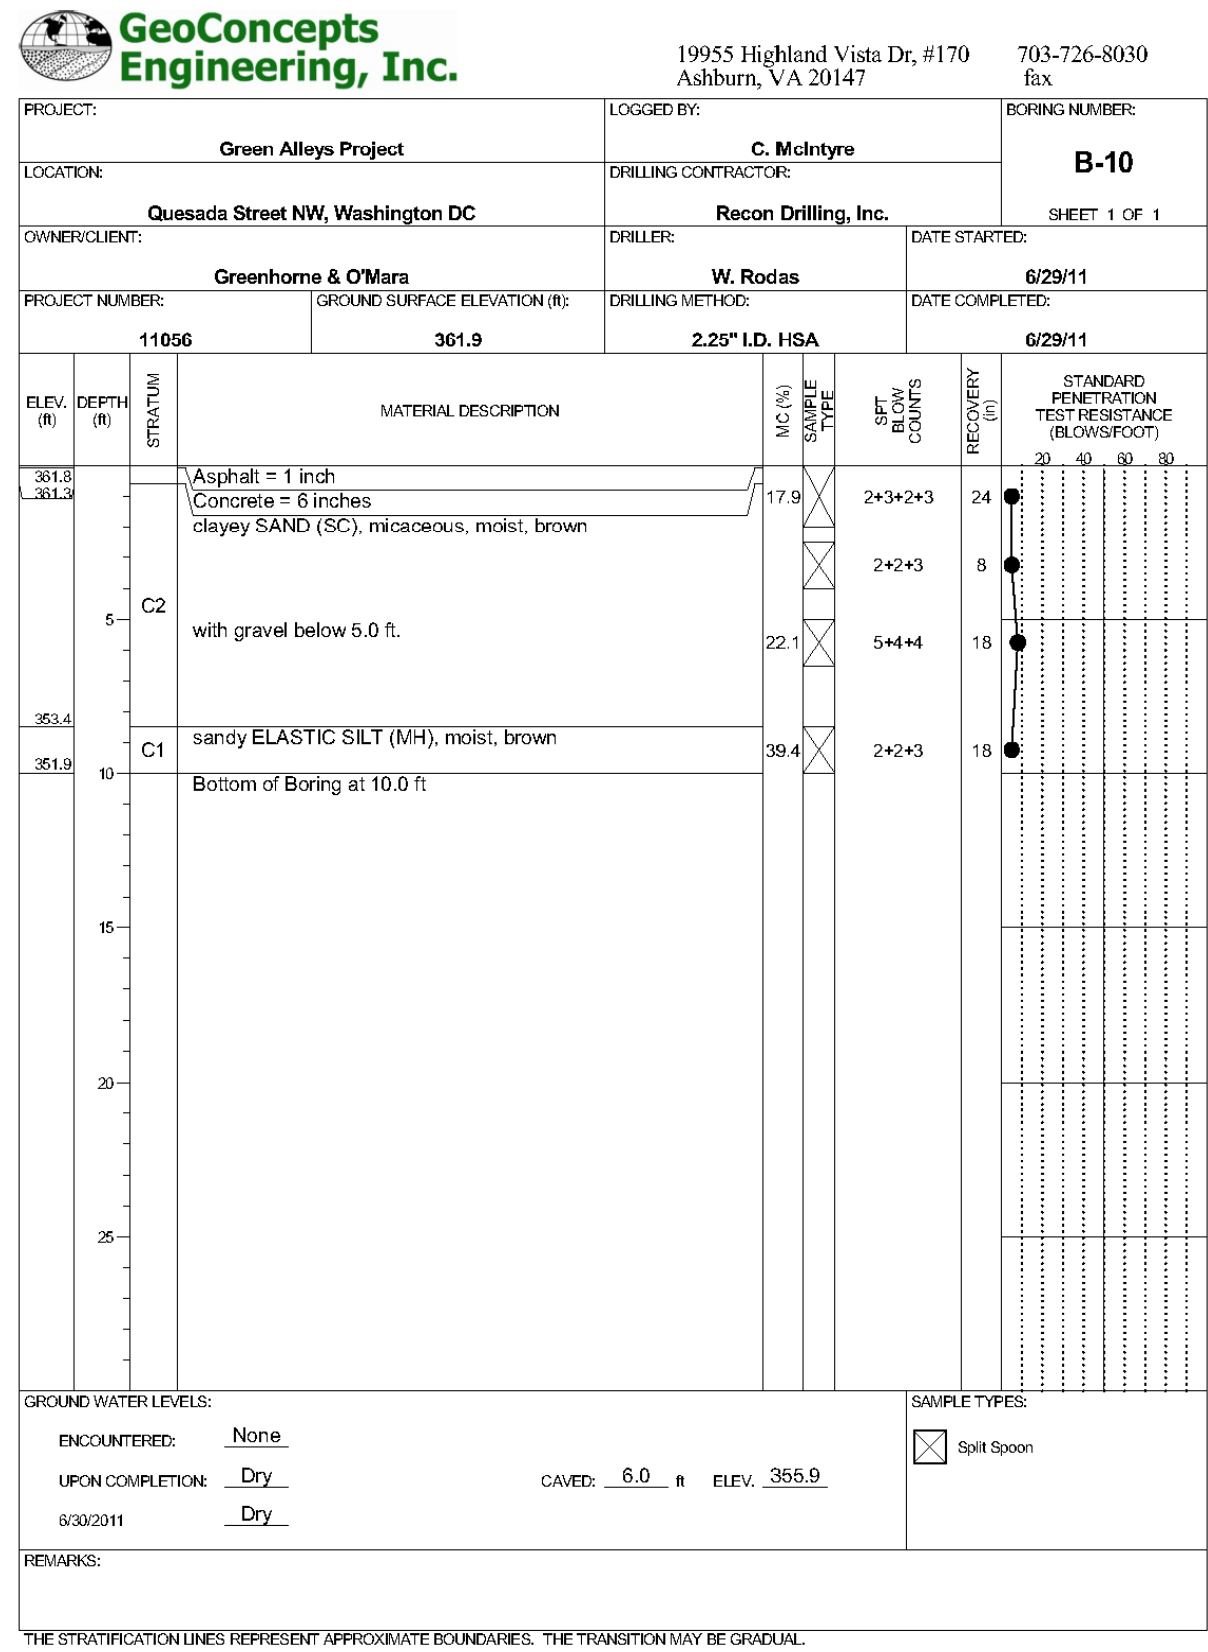 GeoConcepts
Engineering, Inc.
19955 Highland Vista Dr, #170 703-726-8030
Ashburn, VA 20147 fax
PROJECT: LOGGED BY: BORING NUMBER:
Green Alleys Project C. McIntyre B-10
LOCATION: DRILLING CONTRACTOR:
Quesada Street NW, Washington DC Recon Drilling, Inc. SHEET 1 OF 1
OWNER/CLIENT: DRILLER: DATE STARTED:
Greenhorne & O'Mara W. Rodas 6/29/11
PROJECT NUMBER: GROUND SURFACE ELEVATION (ft): DRILLING METHOD: DATE COMPLETED:
11056 361.9 2.25" I.D. HSA 6/29/11
ELEV. (ft) DEPTH (ft) STRATUM MATERIAL DESCRIPTION MC (%) SAMPLE TYPE SPT BLOW COUNTS RECOVERY (in) STANDARD PENETRATION TEST RESISTANCE (BLOWS/FOOT)
20 40 60 80
361.8 Asphalt = 1 inch
361.3 Concrete = 6 inches 17.9 2+3+2+3 24
clayey SAND (SC), micaceous, moist, brown
2+2+3 8
C2
5
with gravel below 5.0 ft. 22.1 5+4+4 18
353.4
sandy ELASTIC SILT (MH), moist, brown
C1 39.4 2+2+3 18
351.9
10
Bottom of Boring at 10.0 ft
15
20
25
GROUND WATER LEVELS: SAMPLE TYPES:
ENCOUNTERED: None Split Spoon
UPON COMPLETION: Dry CAVED: 6.0 ft ELEV. 355.9
6/30/2011 Dry
REMARKS:
THE STRATIFICATION LINES REPRESENT APPROXIMATE BOUNDARIES. THE TRANSITION MAY BE GRADUAL.